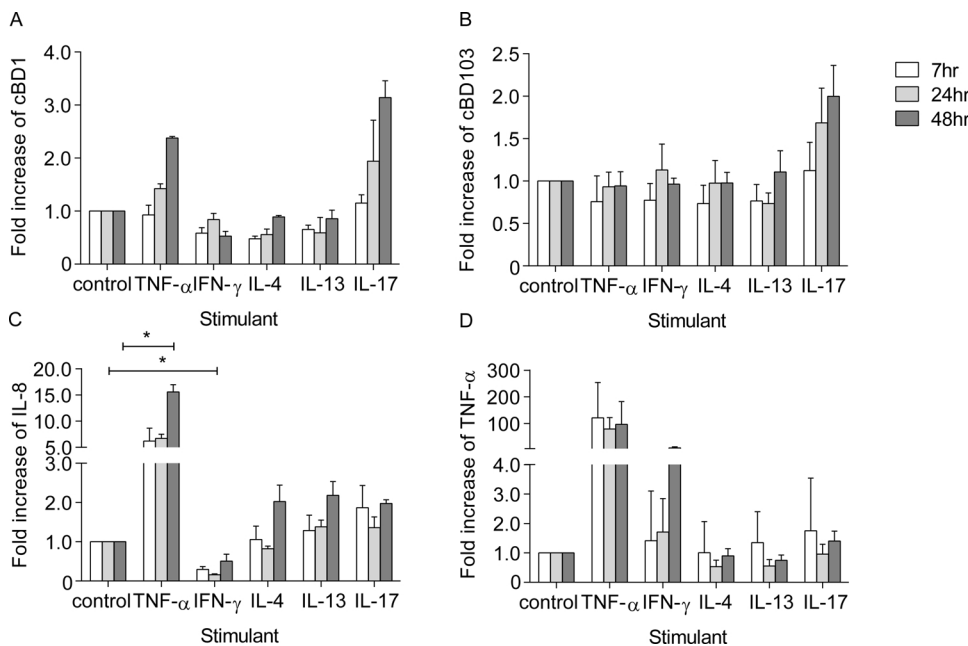 A
Fold increase of cBD1
4.0
3.0
2.0
1.0
0
control TNF-α IFN-γ IL-4 IL-13 IL-17
Stimulant
B
Fold increase of cBD103
2.5
2.0
1.5
1.0
0.5
0
control TNF-α IFN-γ IL-4 IL-13 IL-17
Stimulant
7hr
24hr
48hr
C
Fold increase of IL-8
* 
*
20.0
15.0
10.0
5.0
3.0
2.0
1.0
0
control TNF-α IFN-γ IL-4 IL-13 IL-17
Stimulant
D
Fold increase of TNF-α
300
200
100
4.0
3.0
2.0
1.0
0.0
control TNF-α IFN-γ IL-4 IL-13 IL-17
Stimulant